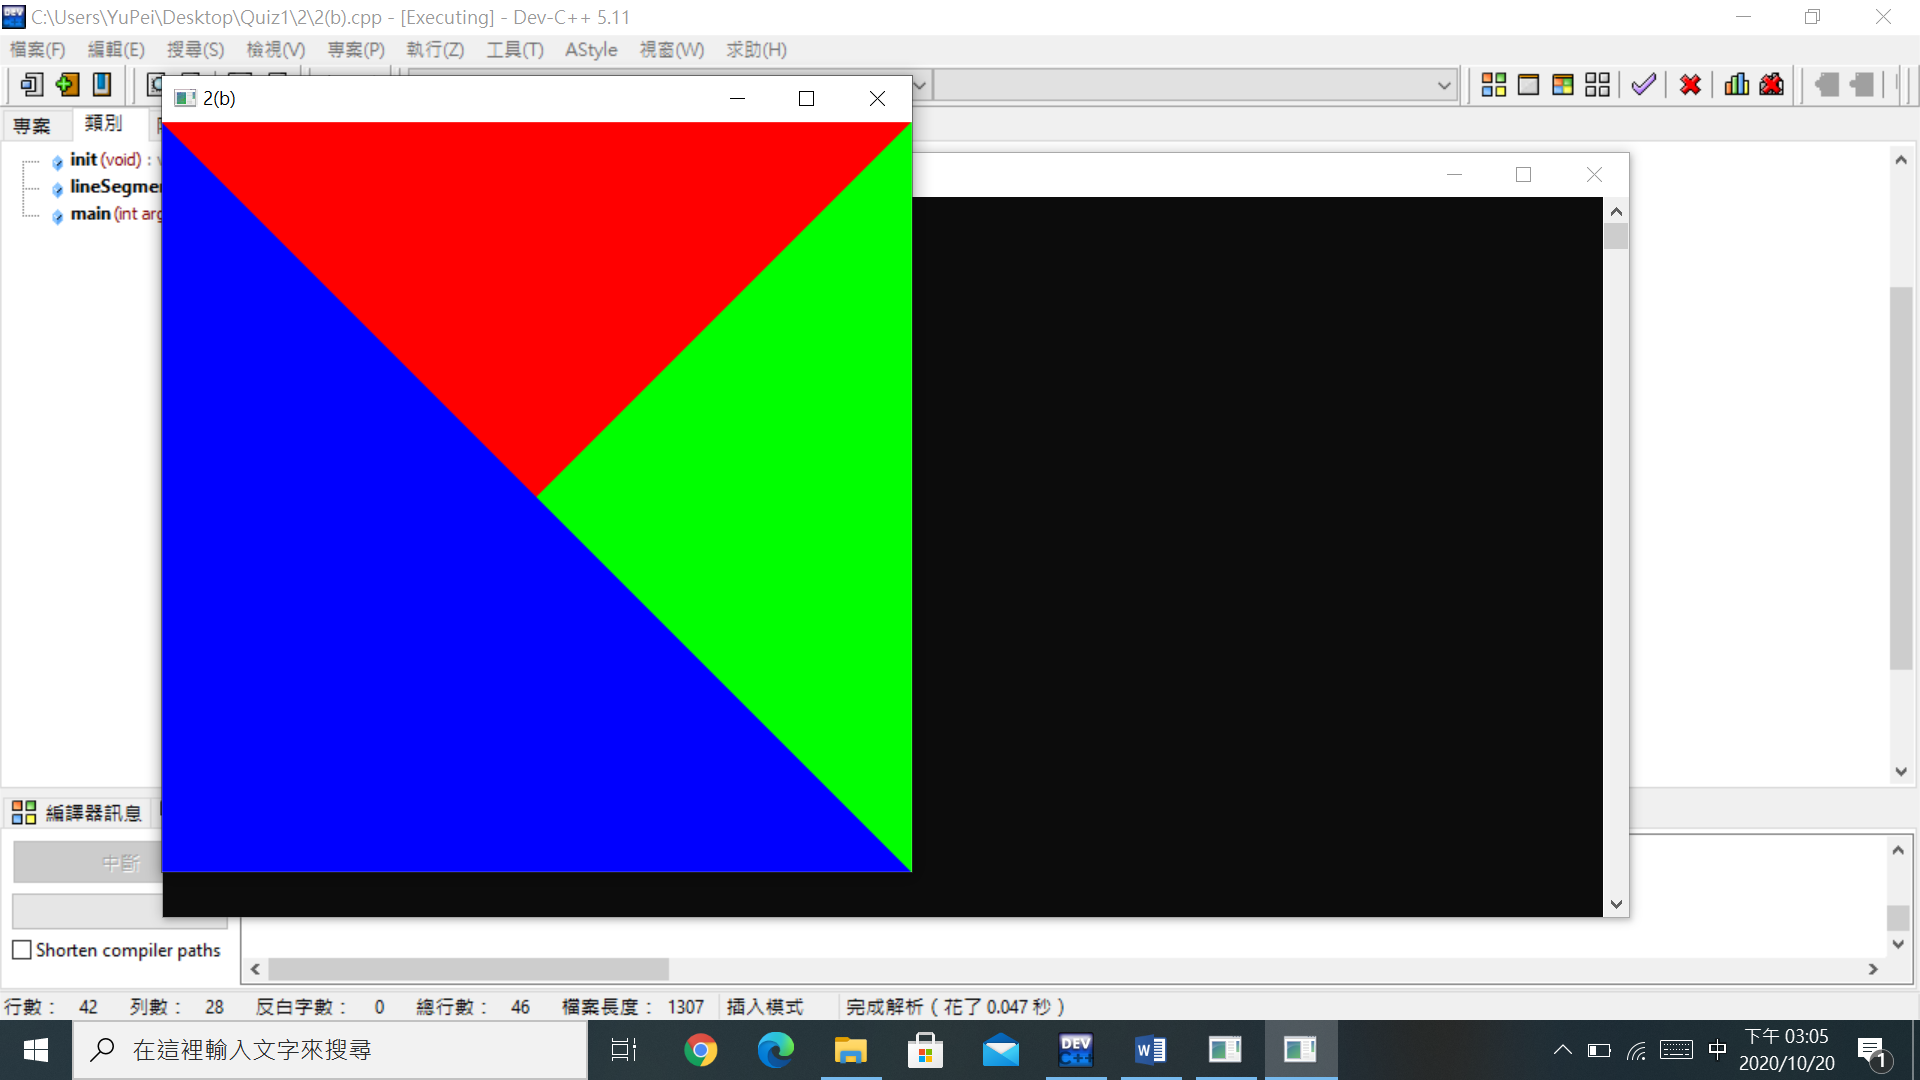 C:\Users\YuPei\Desktop\Quiz1\2\2(b).cpp - [Executing] - Dev-C++ 5.11
檔案(F) 編輯(E) 搜尋(S) 檢視(V) 專案(P) 執行(Z) 工具(T) AStyle 視窗(W) 求助(H)
2(b)
專案 類別
init (void) :
lineSegme
main (int arg
編譯器訊息
中斷
Shorten compiler paths
行數： 42 列數： 28 反白字數： 0 總行數： 46 檔案長度： 1307 插入模式 完成解析 ( 花了 0.047 秒 )
在這裡輸入文字來搜尋
DEV C++
W
中
下午 03:05
2020/10/20
1